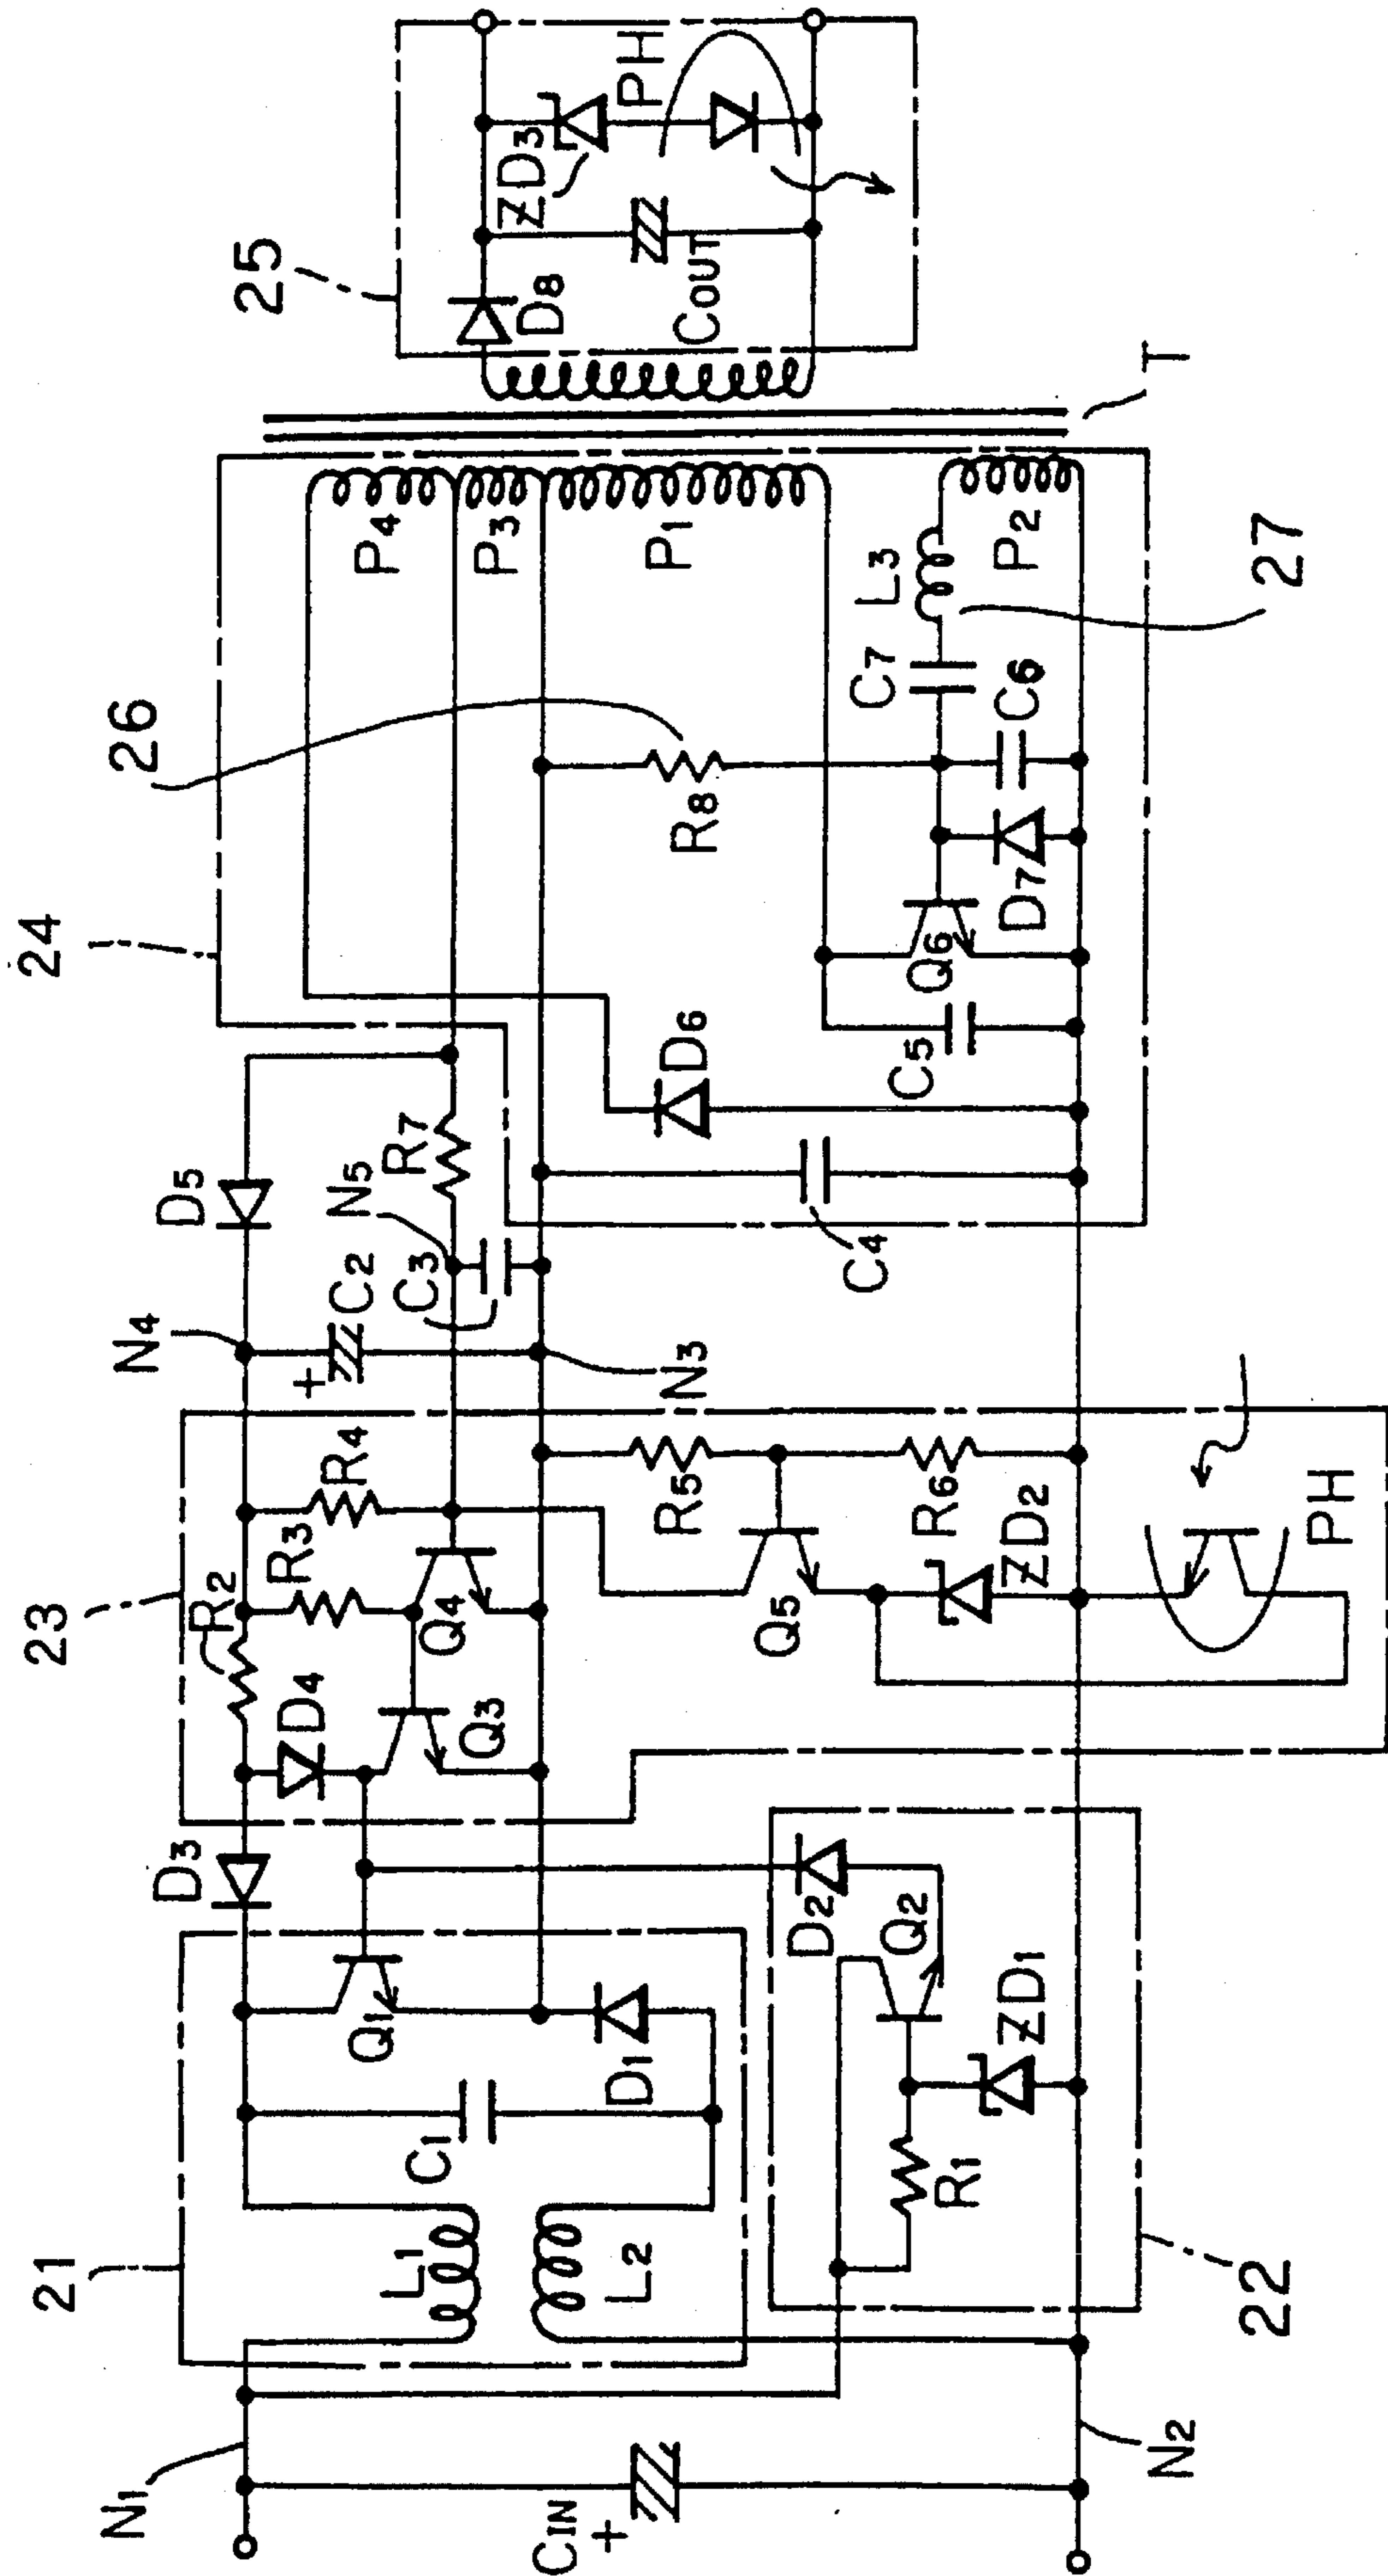 21
23
24
26
25
N1
L1
C1
Q1
D3
R2
D4
R3
R4
Q3
Q4
N4
+
C2
C3
N5
R7
D5
P4
P3
P1
D8
ZD3
PH
COUT
CIN
+
L2
D1
N3
R5
Q5
R6
ZD2
C4
D6
C5
Q6
R8
D7
C6
C7
L3
P2
T
27
R1
ZD1
Q2
D2
N2
22
PH